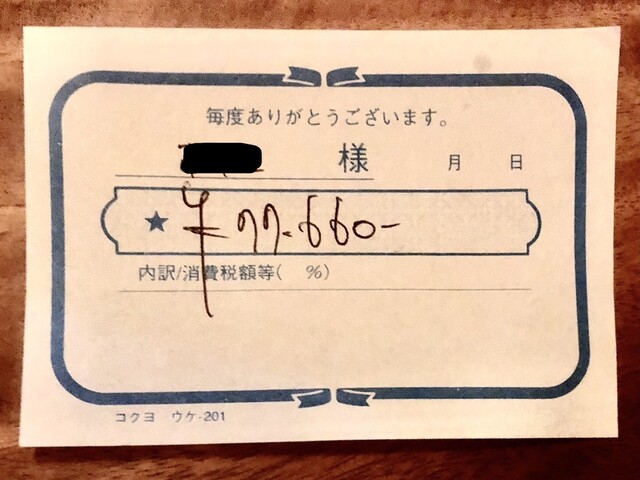 毎度ありがとうございます。
様 月 日
★ ¥77.660-
内訳/消費税額等( %)
コクヨ ウケ-201